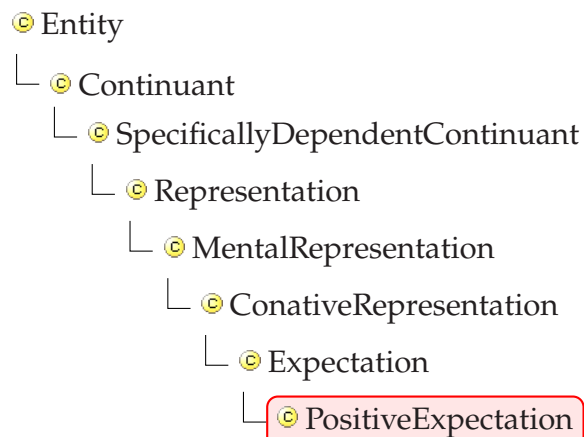 Entity
Continuant
SpecificallyDependentContinuant
Representation
MentalRepresentation
ConativeRepresentation
Expectation
PositiveExpectation